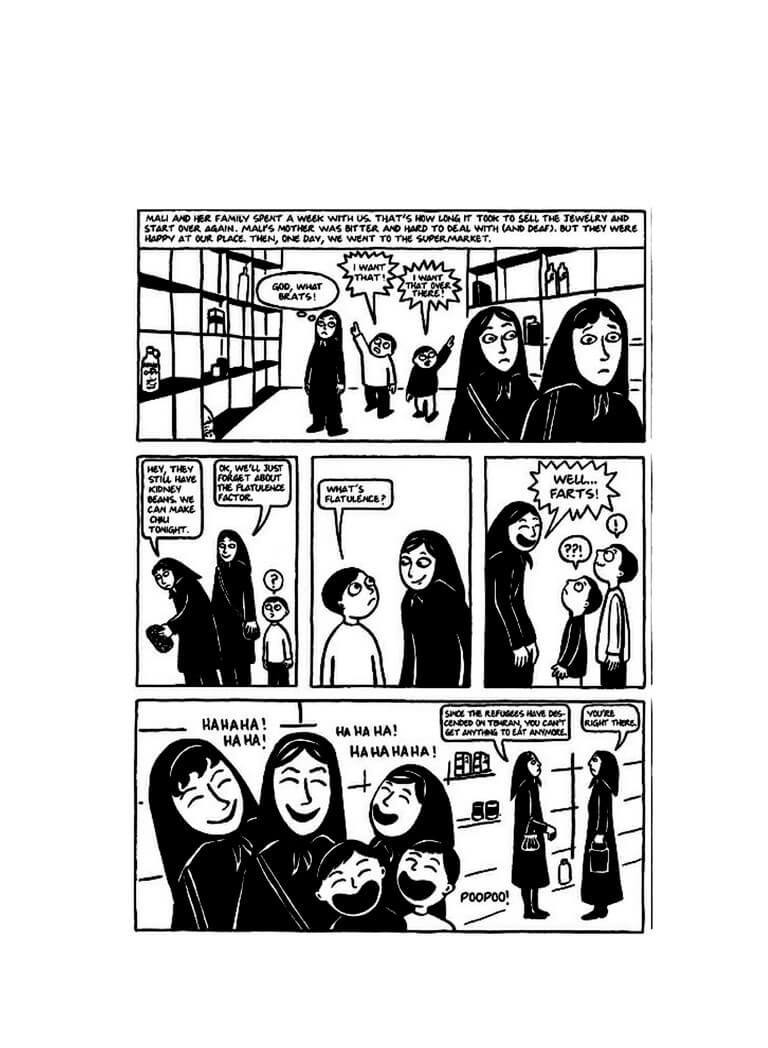 MALI AND HER FAMILY SPENT A WEEK WITH US. THAT'S HOW LONG IT TOOK TO SELL THE JEWELRY AND
START OVER AGAIN. MALI'S MOTHER WAS BITTER AND HARD TO DEAL WITH (AND DEAF). BUT THEY WERE
HAPPY AT OUR PLACE. THEN, ONE DAY, WE WENT TO THE SUPERMARKET.
GOD, WHAT
BRATS!
I WANT
THAT!
I WANT
THAT OVER
THERE!
HEY, THEY
STILL HAVE
KIDNEY
BEANS. WE
CAN MAKE
CHILI
TONIGHT.
OK, WE'LL JUST
FORGET ABOUT
THE FLATULENCE
FACTOR.
?
WHAT'S
FLATULENCE?
WELL...
FARTS!
??!
!
HAHAHA!
HAHA!
HA HA HA!
HAHAHAHA!
SINCE THE REFUGEES HAVE DES-
CENDED ON TEHRAN, YOU CAN'T
GET ANYTHING TO EAT ANYMORE.
YOU'RE
RIGHT THERE.
POOPOO!